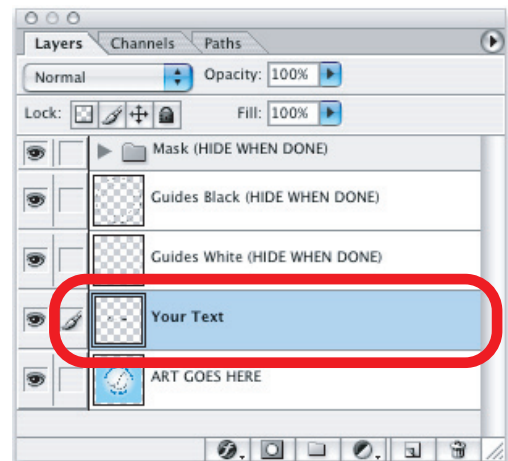 Layers Channels Paths
Normal Opacity: 100%
Lock: Fill: 100%
Mask (HIDE WHEN DONE)
Guides Black (HIDE WHEN DONE)
Guides White (HIDE WHEN DONE)
Your Text
ART GOES HERE